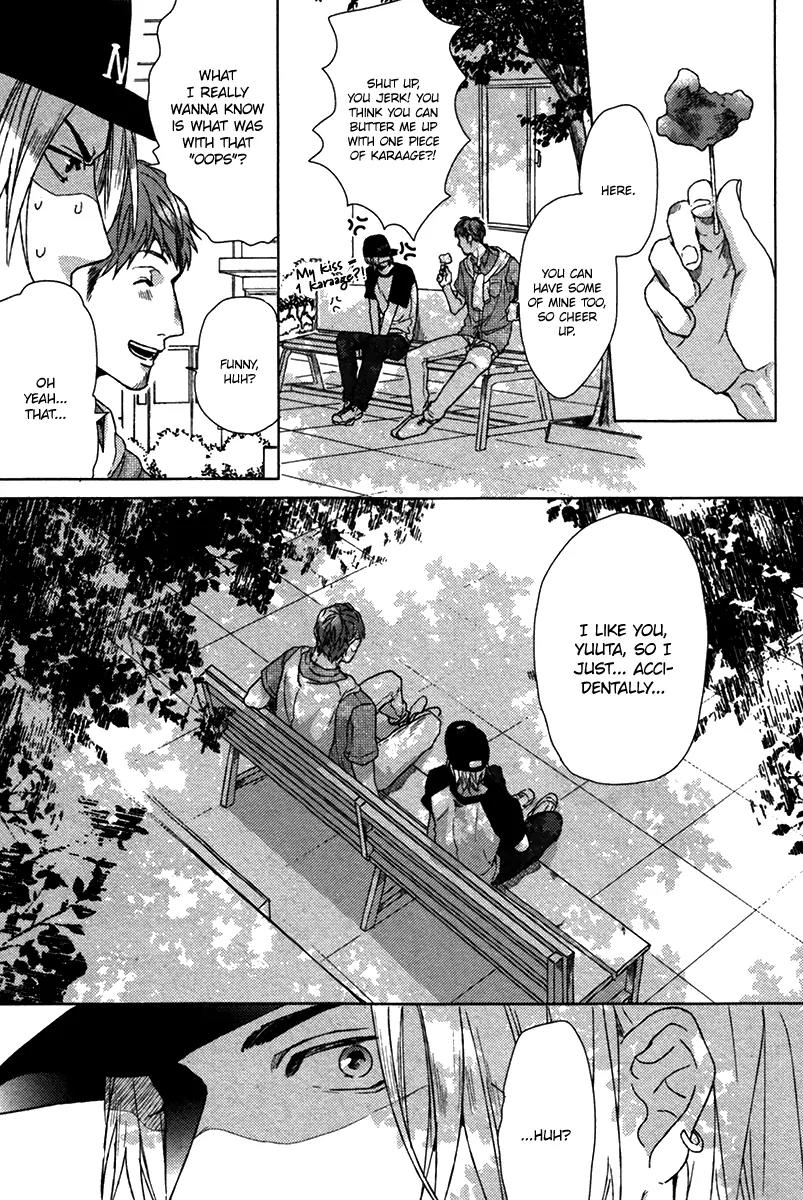 HERE.
YOU CAN
HAVE SOME
OF MINE TOO,
SO CHEER
UP.
SHUT UP,
YOU JERK! YOU
THINK YOU CAN
BUTTER ME UP
WITH ONE PIECE
OF KARAAGE?!
My kiss =
1 karaage?!
WHAT
I REALLY
WANNA KNOW
IS WHAT WAS
WITH THAT
"OOPS"?
N
FUNNY,
HUH?
OH
YEAH...
THAT...
I LIKE YOU,
YUUTA, SO I
JUST... ACCI-
DENTALLY...
...HUH?